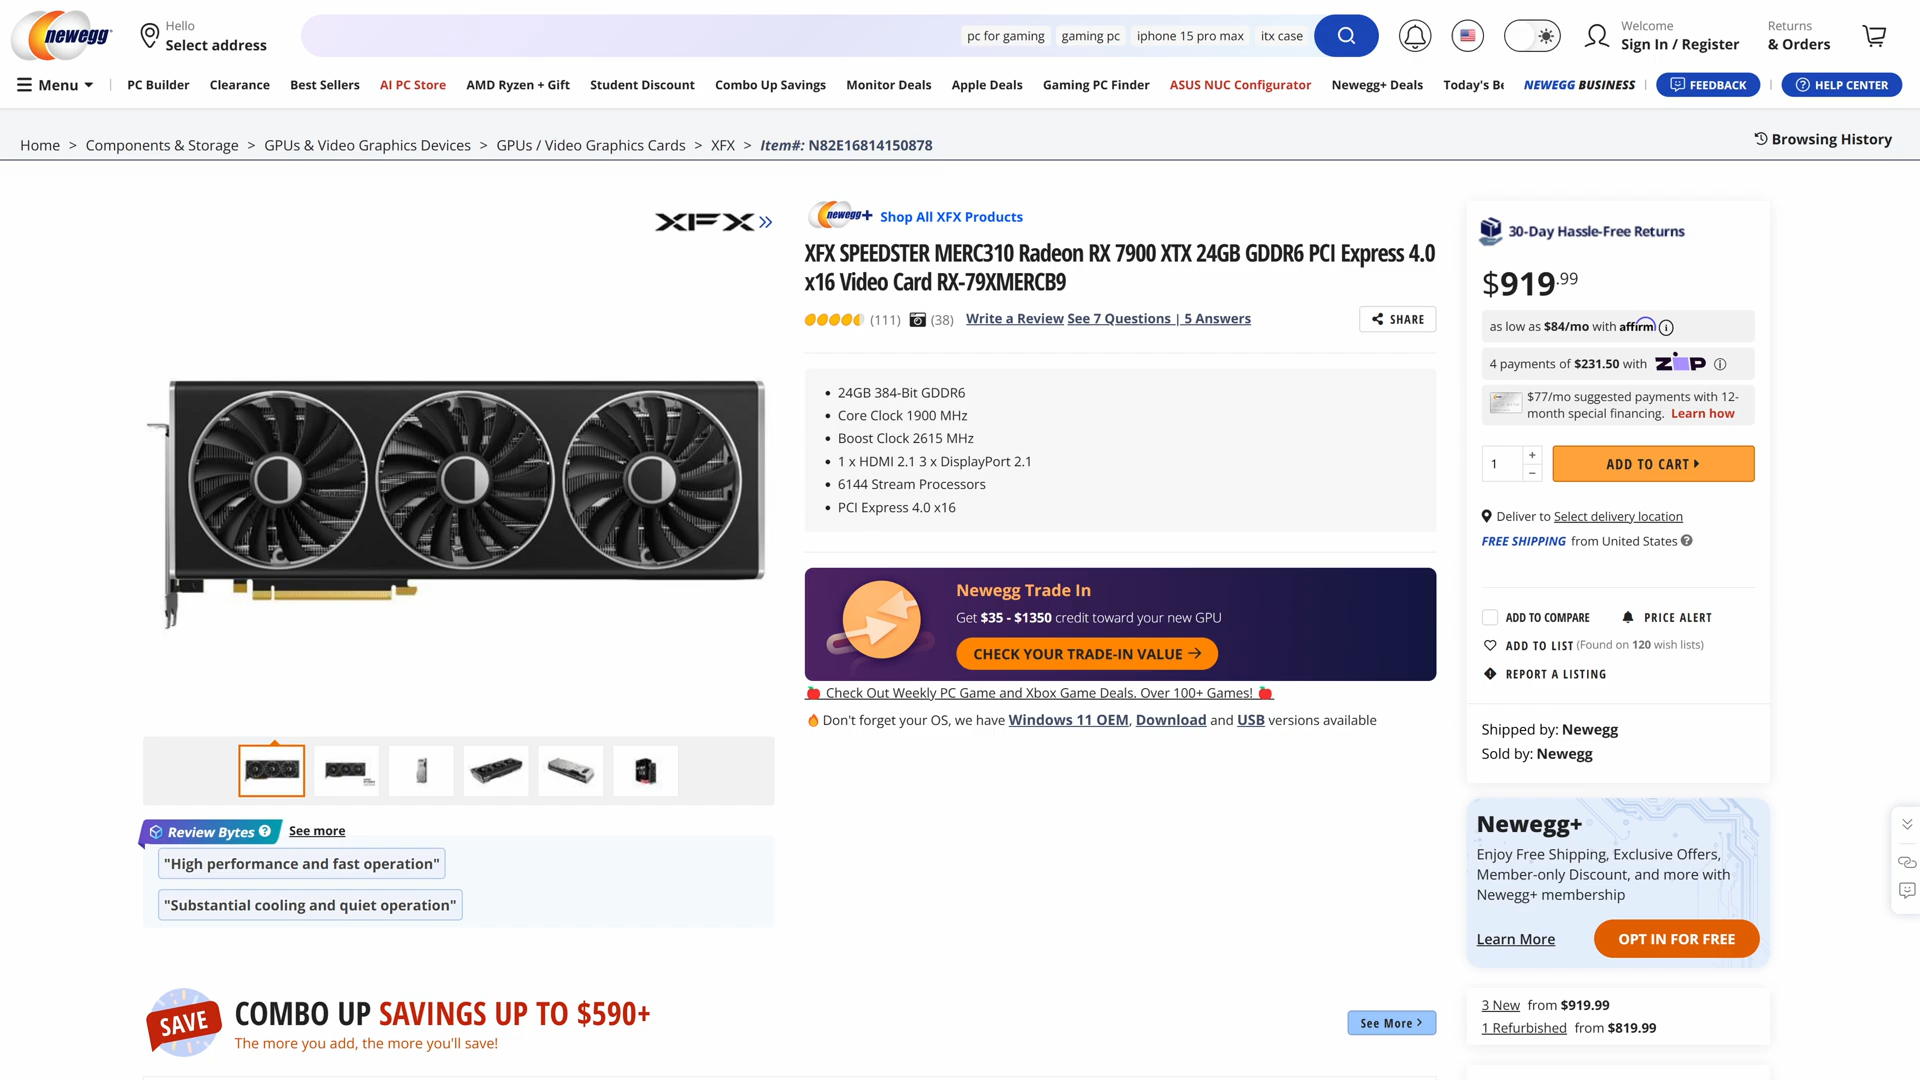 newegg
Hello
Select address
pc for gaming
gaming pc
iphone 15 pro max
itx case
Welcome
Sign In / Register
Returns
& Orders
Menu
PC Builder
Clearance
Best Sellers
AI PC Store
AMD Ryzen + Gift
Student Discount
Combo Up Savings
Monitor Deals
Apple Deals
Gaming PC Finder
ASUS NUC Configurator
Newegg+ Deals
Today's Be
NEWEGG BUSINESS
FEEDBACK
HELP CENTER
Home > Components & Storage > GPUs & Video Graphics Devices > GPUs / Video Graphics Cards > XFX > Item#: N82E16814150878
Browsing History
XFX
newegg+
Shop All XFX Products
XFX SPEEDSTER MERC310 Radeon RX 7900 XTX 24GB GDDR6 PCI Express 4.0
x16 Video Card RX-79XMERCB9
(111)
(38)
Write a Review
See 7 Questions | 5 Answers
SHARE
• 24GB 384-Bit GDDR6
• Core Clock 1900 MHz
• Boost Clock 2615 MHz
• 1 x HDMI 2.1 3 x DisplayPort 2.1
• 6144 Stream Processors
• PCI Express 4.0 x16
Newegg Trade In
Get $35 - $1350 credit toward your new GPU
CHECK YOUR TRADE-IN VALUE
Check Out Weekly PC Game and Xbox Game Deals. Over 100+ Games!
Don't forget your OS, we have Windows 11 OEM, Download and USB versions available
Review Bytes
See more
"High performance and fast operation"
"Substantial cooling and quiet operation"
SAVE
COMBO UP SAVINGS UP TO $590+
The more you add, the more you'll save!
See More
30-Day Hassle-Free Returns
$919.99
as low as $84/mo with affirm
4 payments of $231.50 with ZIP
$77/mo suggested payments with 12-
month special financing. Learn how
1
+
−
ADD TO CART
Deliver to Select delivery location
FREE SHIPPING from United States
ADD TO COMPARE
PRICE ALERT
ADD TO LIST (Found on 120 wish lists)
REPORT A LISTING
Shipped by: Newegg
Sold by: Newegg
Newegg+
Enjoy Free Shipping, Exclusive Offers,
Member-only Discount, and more with
Newegg+ membership
Learn More
OPT IN FOR FREE
3 New from $919.99
1 Refurbished from $819.99